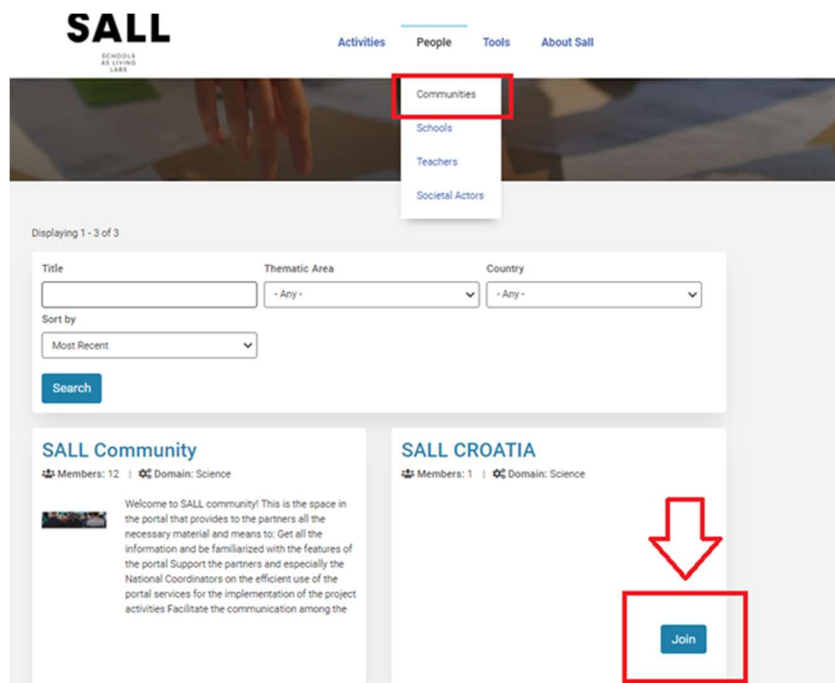 SALL
SCHOOLS
AS LIVING
LABS
Activities People Tools About Sall
Communities
Schools
Teachers
Societal Actors
Displaying 1 - 3 of 3
Title Thematic Area Country
- Any - - Any -
Sort by
Most Recent
Search
SALL Community
Members: 12 | Domain: Science
Welcome to SALL community! This is the space in
the portal that provides to the partners all the
necessary material and means to: Get all the
information and be familiarized with the features of
the portal Support the partners and especially the
National Coordinators on the efficient use of the
portal services for the implementation of the project
activities Facilitate the communication among the
SALL CROATIA
Members: 1 | Domain: Science
Join